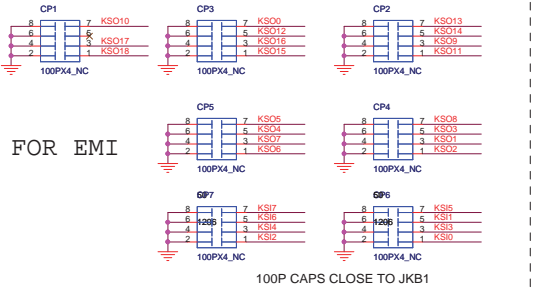 CP1 CP3 CP2
8 7 KSO10 8 7 KSO0 8 7 KSO13
6 5 6 5 KSO12 6 5 KSO14
4 3 KSO17 4 3 KSO16 4 3 KSO9
2 1 KSO18 2 1 KSO15 2 1 KSO11
100PX4_NC 100PX4_NC 100PX4_NC
CP5 CP4
8 7 KSO5 8 7 KSO8
6 5 KSO4 6 5 KSO3
FOR EMI
4 3 KSO7 4 3 KSO1
2 1 KSO6 2 1 KSO2
100PX4_NC 100PX4_NC
CP7 CP6
8 7 KSI7 8 7 KSI5
6 1206 5 KSI6 6 1206 5 KSI1
4 3 KSI4 4 3 KSI3
2 1 KSI2 2 1 KSI0
100PX4_NC 100PX4_NC
100P CAPS CLOSE TO JKB1